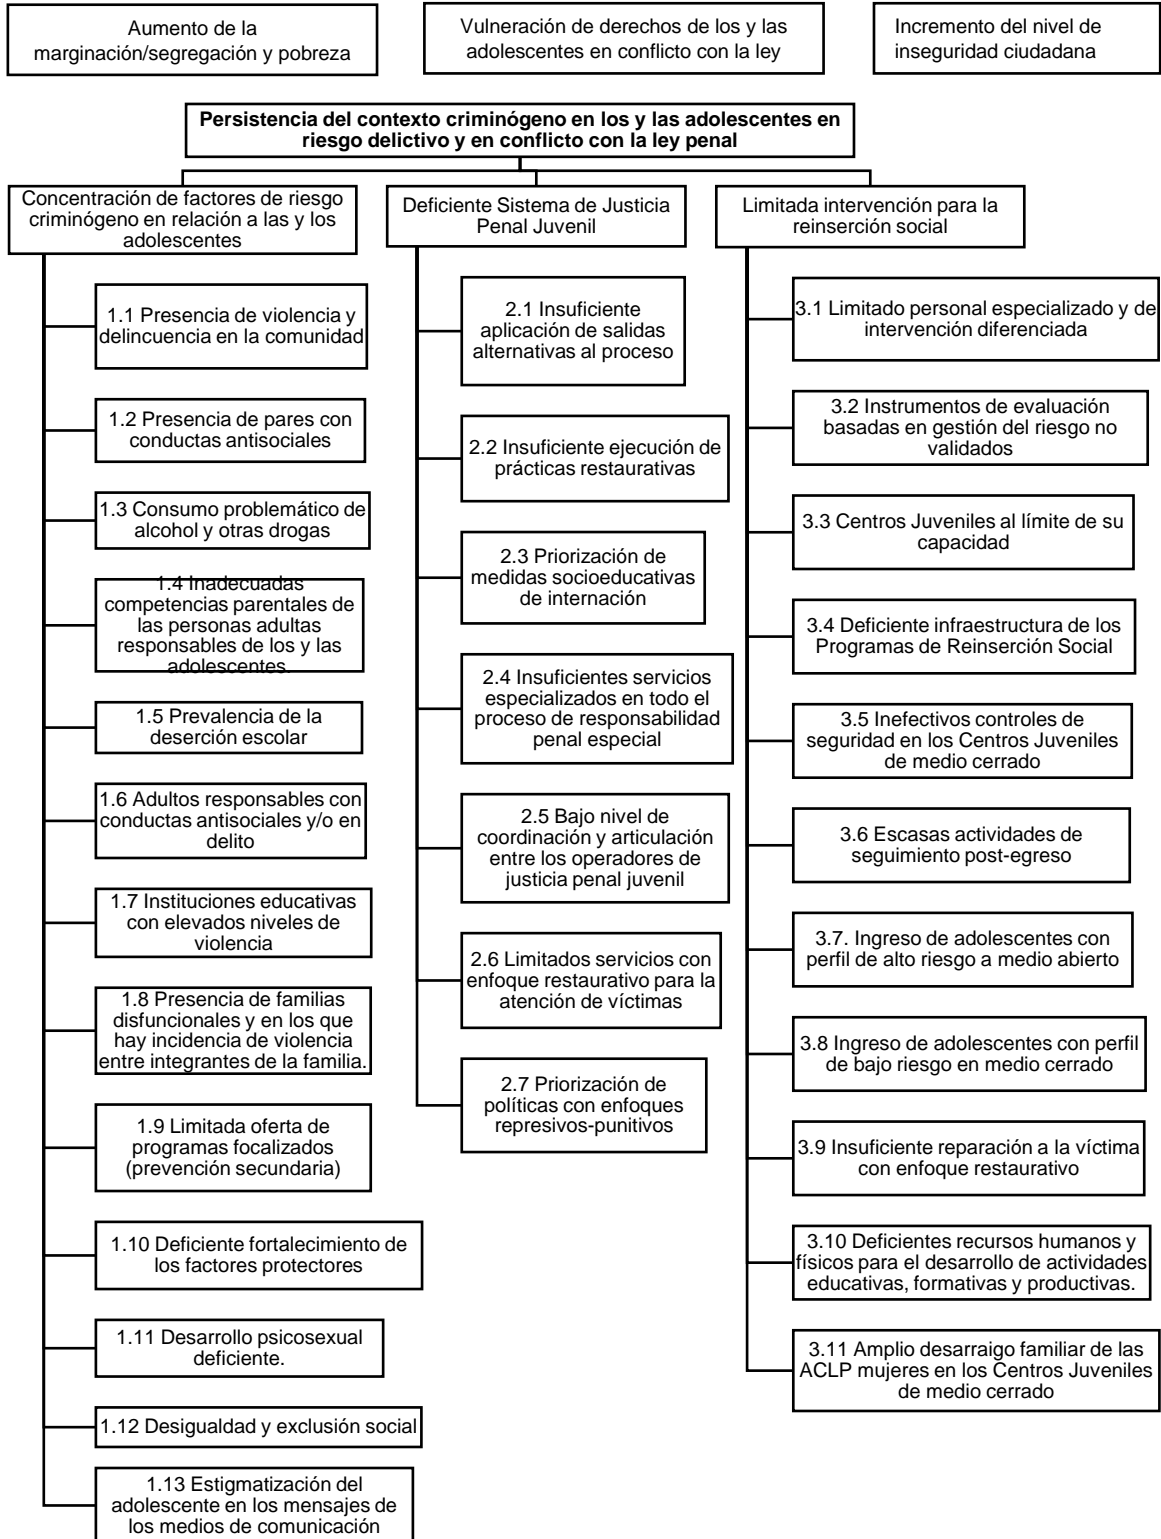 Aumento de la
marginación/segregación y pobreza
Vulneración de derechos de los y las
adolescentes en conflicto con la ley
Incremento del nivel de
inseguridad ciudadana
Persistencia del contexto criminógeno en los y las adolescentes en
riesgo delictivo y en conflicto con la ley penal
Concentración de factores de riesgo
criminógeno en relación a las y los
adolescentes
1.1 Presencia de violencia y
delincuencia en la comunidad
1.2 Presencia de pares con
conductas antisociales
1.3 Consumo problemático de
alcohol y otras drogas
1.4 Inadecuadas
competencias parentales de
las personas adultas
responsables de los y las
adolescentes.
1.5 Prevalencia de la
deserción escolar
1.6 Adultos responsables con
conductas antisociales y/o en
delito
1.7 Instituciones educativas
con elevados niveles de
violencia
1.8 Presencia de familias
disfuncionales y en los que
hay incidencia de violencia
entre integrantes de la familia.
1.9 Limitada oferta de
programas focalizados
(prevención secundaria)
1.10 Deficiente fortalecimiento de
los factores protectores
1.11 Desarrollo psicosexual
deficiente.
1.12 Desigualdad y exclusión social
1.13 Estigmatización del
adolescente en los mensajes de
los medios de comunicación
Deficiente Sistema de Justicia
Penal Juvenil
2.1 Insuficiente
aplicación de salidas
alternativas al proceso
2.2 Insuficiente ejecución de
prácticas restaurativas
2.3 Priorización de
medidas socioeducativas
de internación
2.4 Insuficientes servicios
especializados en todo el
proceso de responsabilidad
penal especial
2.5 Bajo nivel de
coordinación y articulación
entre los operadores de
justicia penal juvenil
2.6 Limitados servicios con
enfoque restaurativo para la
atención de víctimas
2.7 Priorización de
políticas con enfoques
represivos-punitivos
Limitada intervención para la
reinserción social
3.1 Limitado personal especializado y de
intervención diferenciada
3.2 Instrumentos de evaluación
basadas en gestión del riesgo no
validados
3.3 Centros Juveniles al límite de su
capacidad
3.4 Deficiente infraestructura de los
Programas de Reinserción Social
3.5 Inefectivos controles de
seguridad en los Centros Juveniles
de medio cerrado
3.6 Escasas actividades de
seguimiento post-egreso
3.7. Ingreso de adolescentes con
perfil de alto riesgo a medio abierto
3.8 Ingreso de adolescentes con perfil
de bajo riesgo en medio cerrado
3.9 Insuficiente reparación a la víctima
con enfoque restaurativo
3.10 Deficientes recursos humanos y
físicos para el desarrollo de actividades
educativas, formativas y productivas.
3.11 Amplio desarraigo familiar de las
ACLP mujeres en los Centros Juveniles
de medio cerrado